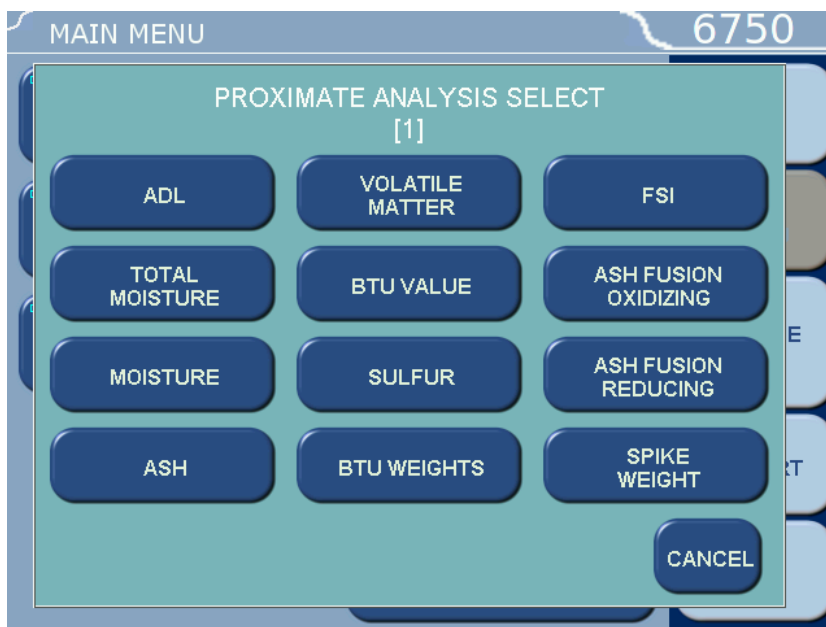 MAIN MENU
6750
PROXIMATE ANALYSIS SELECT
[1]
ADL
VOLATILE
MATTER
FSI
TOTAL
MOISTURE
BTU VALUE
ASH FUSION
OXIDIZING
MOISTURE
SULFUR
ASH FUSION
REDUCING
ASH
BTU WEIGHTS
SPIKE
WEIGHT
CANCEL